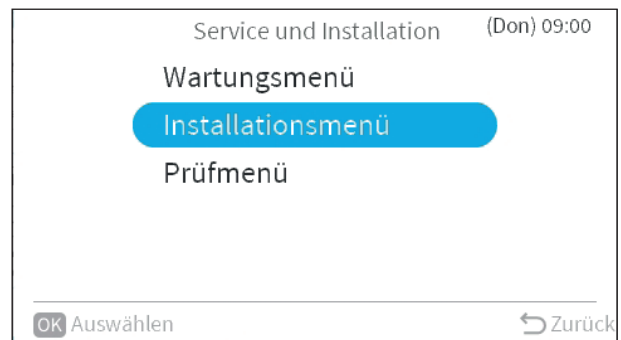 Service und Installation (Don) 09:00
Wartungsmenü
Installationsmenü
Prüfmenü
OK Auswählen Zurück